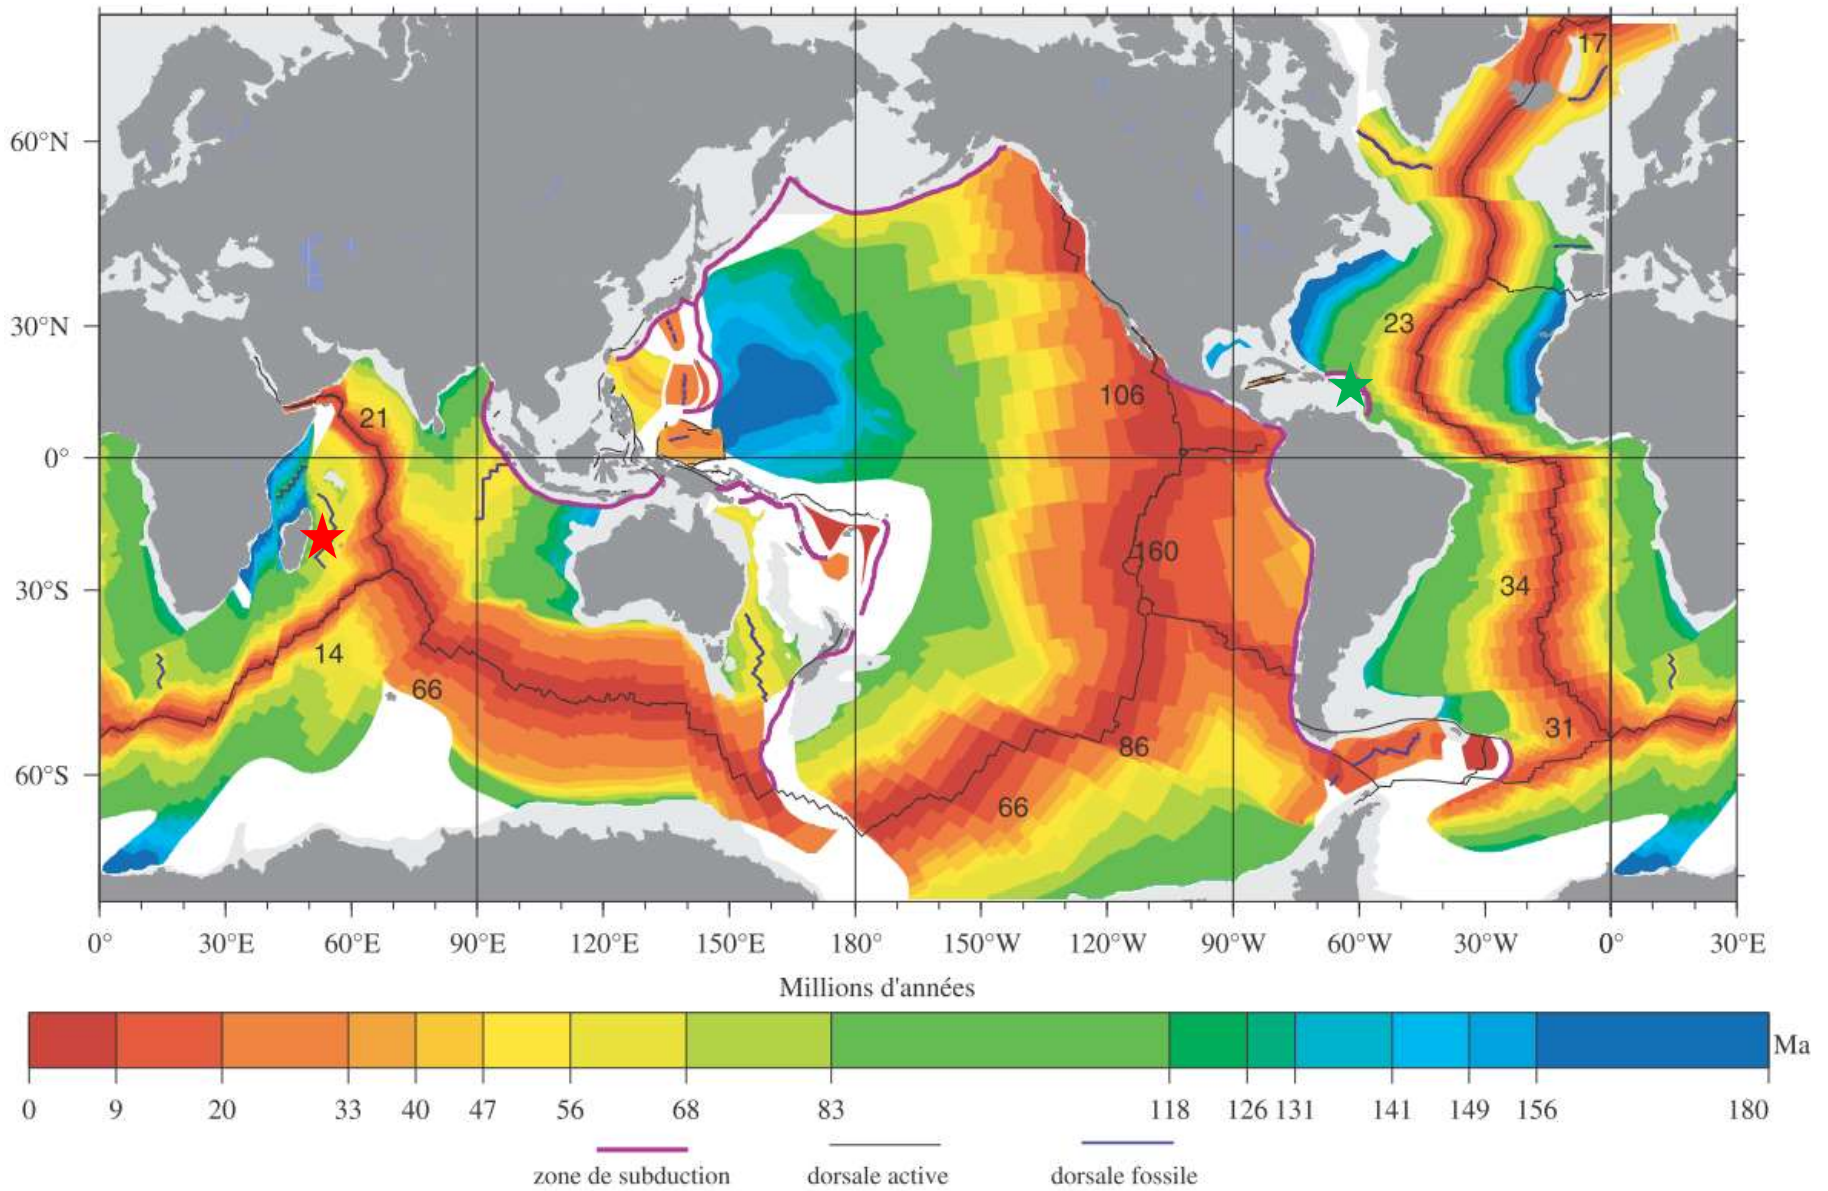 17
60°N
30°N
23
106
21
0°
160
30°S
34
14
66
31
86
60°S
66
0° 30°E 60°E 90°E 120°E 150°E 180° 150°W 120°W 90°W 60°W 30°W 0° 30°E
Millions d'années
Ma
0 9 20 33 40 47 56 68 83 118 126 131 141 149 156 180
zone de subduction dorsale active dorsale fossile